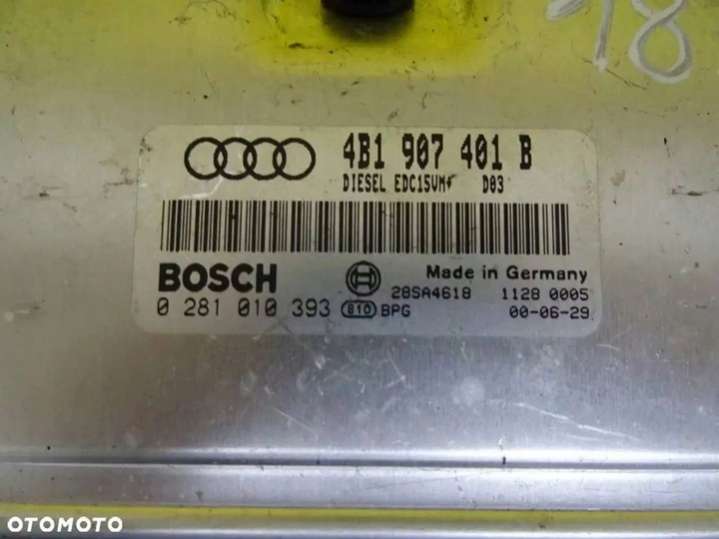 18
4B1 907 401 B
DIESEL EDC15VM+ D03
BOSCH
Made in Germany
28SA4618 1128 0005
0 281 010 393 810 BPG 00-06-29
OTOMOTO